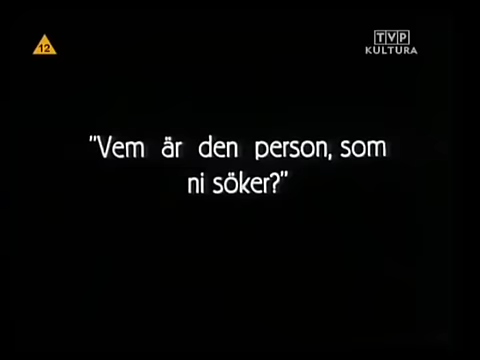 12
TVP
KULTURA
"Vem är den person, som
ni söker?"